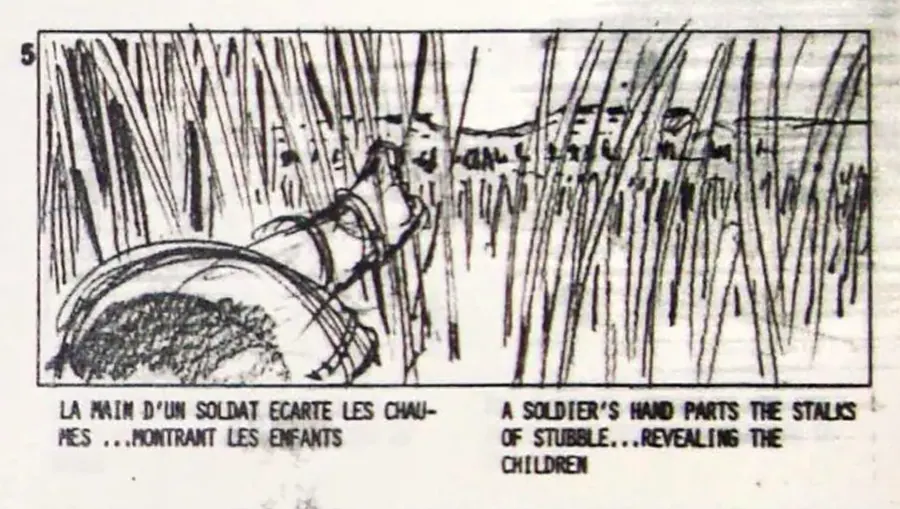 5
LA MAIN D'UN SOLDAT ECARTE LES CHAU-
MES ...MONTRANT LES ENFANTS
A SOLDIER'S HAND PARTS THE STALKS
OF STUBBLE...REVEALING THE
CHILDREN